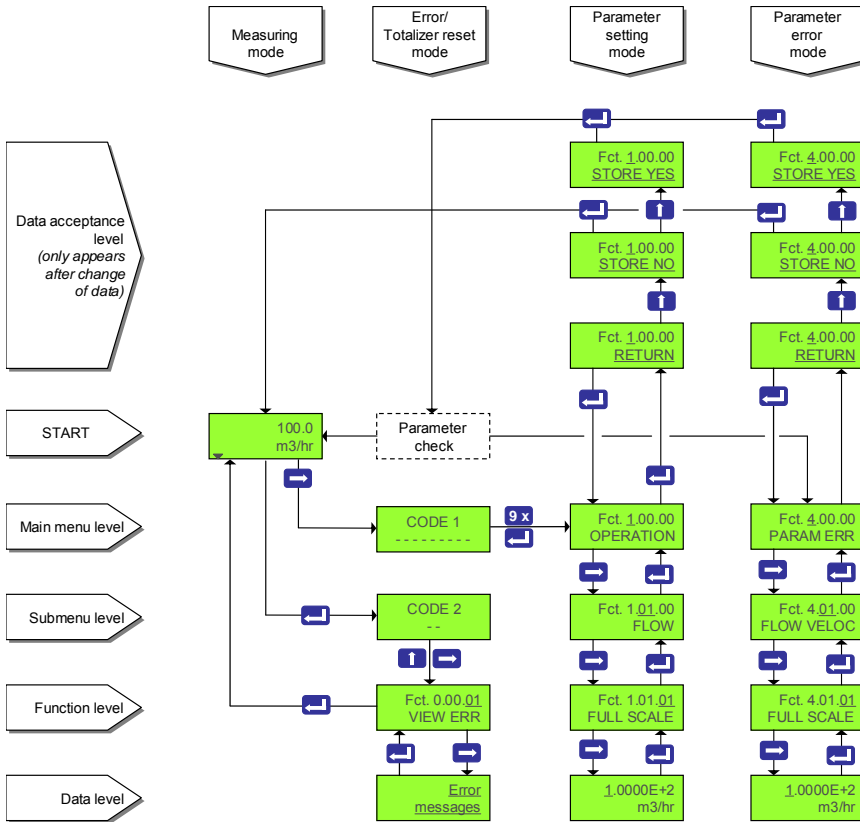 Measuring
mode
Error/
Totalizer reset
mode
Parameter
setting
mode
Parameter
error
mode
Data acceptance
level
(only appears
after change
of data)
Fct. 1.00.00
STORE YES
Fct. 4.00.00
STORE YES
Fct. 1.00.00
STORE NO
Fct. 4.00.00
STORE NO
Fct. 1.00.00
RETURN
Fct. 4.00.00
RETURN
START
100.0
m3/hr
Parameter
check
Main menu level
CODE 1
- - - - - - - - -
9 x
Fct. 1.00.00
OPERATION
Fct. 4.00.00
PARAM ERR
Submenu level
CODE 2
- -
Fct. 1.01.00
FLOW
Fct. 4.01.00
FLOW VELOC
Function level
Fct. 0.00.01
VIEW ERR
Fct. 1.01.01
FULL SCALE
Fct. 4.01.01
FULL SCALE
Data level
Error
messages
1.0000E+2
m3/hr
1.0000E+2
m3/hr